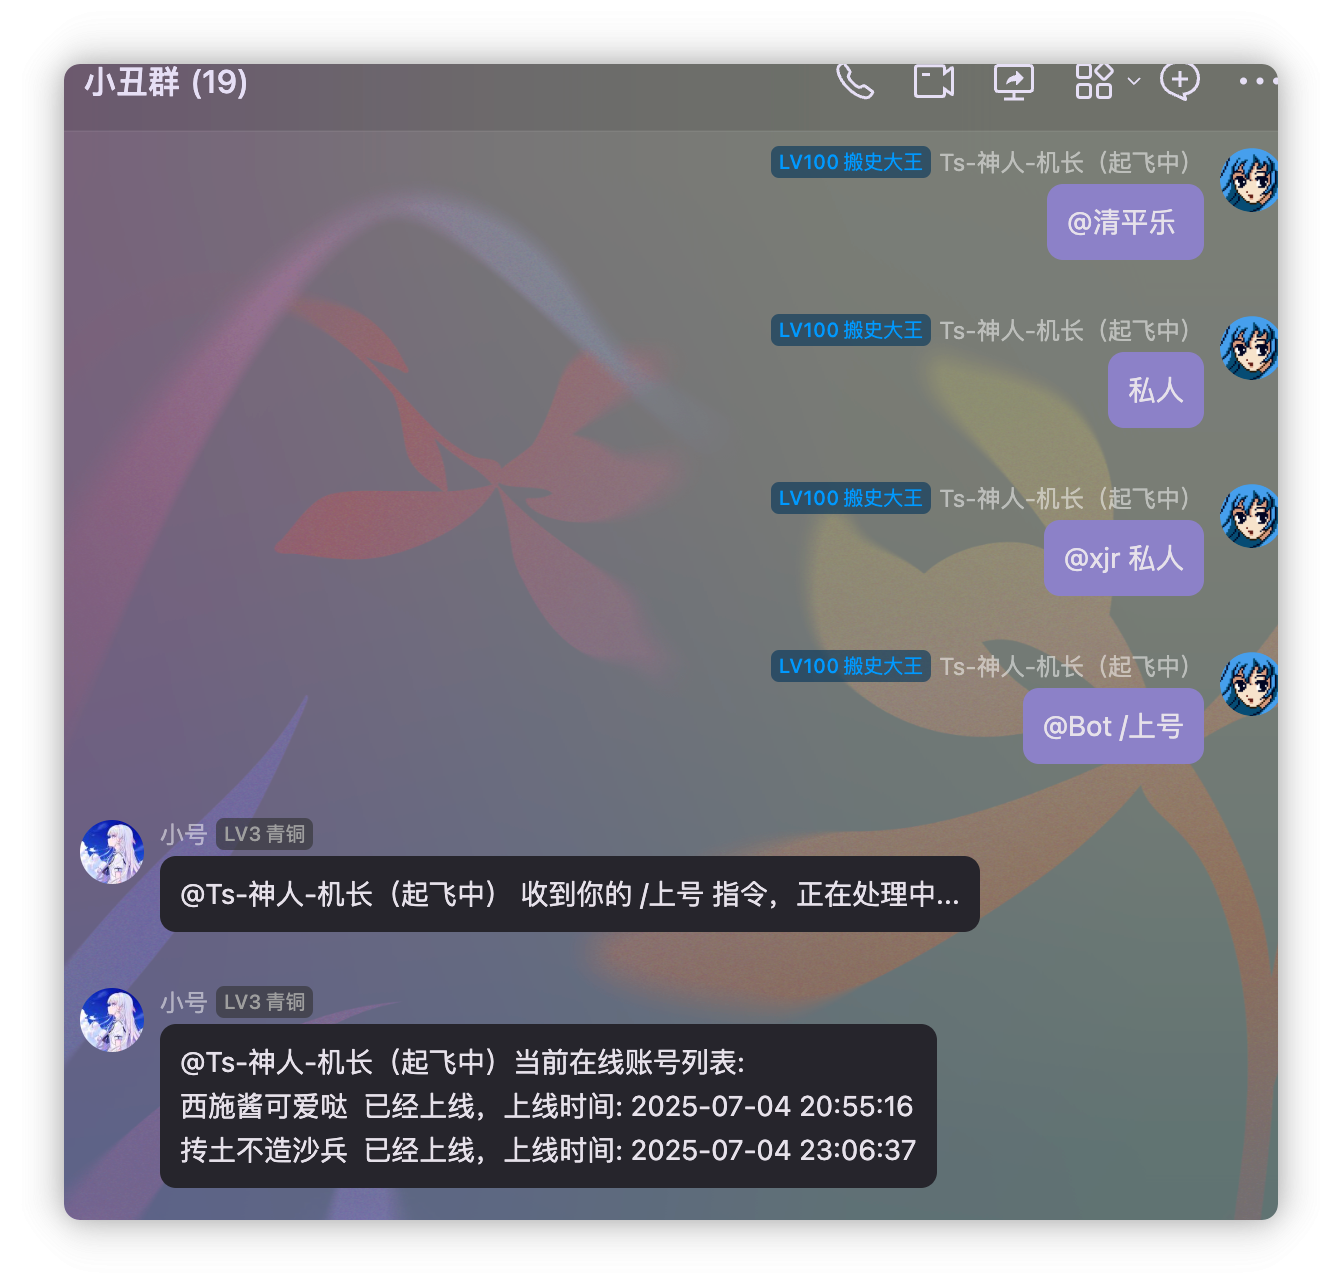 小丑群 (19)
LV100 搬史大王 Ts-神人-机长（起飞中）
@清平乐
LV100 搬史大王 Ts-神人-机长（起飞中）
私人
LV100 搬史大王 Ts-神人-机长（起飞中）
@xjr 私人
LV100 搬史大王 Ts-神人-机长（起飞中）
@Bot /上号
小号 LV3 青铜
@Ts-神人-机长（起飞中） 收到你的 /上号 指令，正在处理中...
小号 LV3 青铜
@Ts-神人-机长（起飞中）当前在线账号列表:
西施酱可爱哒 已经上线，上线时间: 2025-07-04 20:55:16
抟土不造沙兵 已经上线，上线时间: 2025-07-04 23:06:37